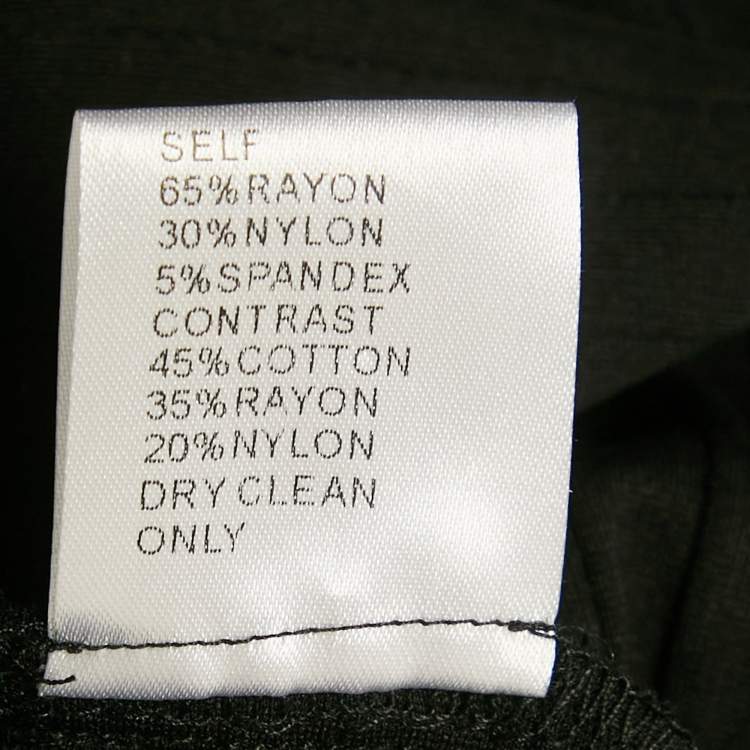 SELF
65% RAYON
30% NYLON
5% SPANDEX
CONTRAST
45% COTTON
35% RAYON
20% NYLON
DRY CLEAN
ONLY